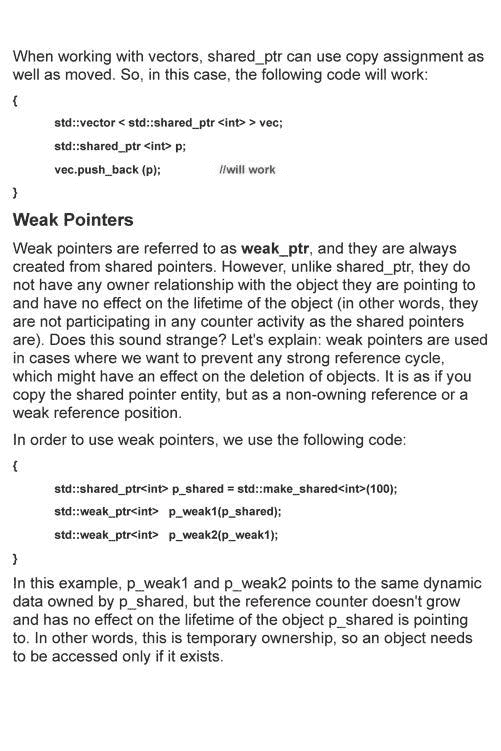 When working with vectors, shared_ptr can use copy assignment as
well as moved. So, in this case, the following code will work:
{
std::vector < std::shared_ptr <int> > vec;
std::shared_ptr <int> p;
vec.push_back (p); //will work
}
Weak Pointers
Weak pointers are referred to as weak_ptr, and they are always
created from shared pointers. However, unlike shared_ptr, they do
not have any owner relationship with the object they are pointing to
and have no effect on the lifetime of the object (in other words, they
are not participating in any counter activity as the shared pointers
are). Does this sound strange? Let's explain: weak pointers are used
in cases where we want to prevent any strong reference cycle,
which might have an effect on the deletion of objects. It is as if you
copy the shared pointer entity, but as a non-owning reference or a
weak reference position.
In order to use weak pointers, we use the following code:
{
std::shared_ptr<int> p_shared = std::make_shared<int>(100);
std::weak_ptr<int> p_weak1(p_shared);
std::weak_ptr<int> p_weak2(p_weak1);
}
In this example, p_weak1 and p_weak2 points to the same dynamic
data owned by p_shared, but the reference counter doesn't grow
and has no effect on the lifetime of the object p_shared is pointing
to. In other words, this is temporary ownership, so an object needs
to be accessed only if it exists.